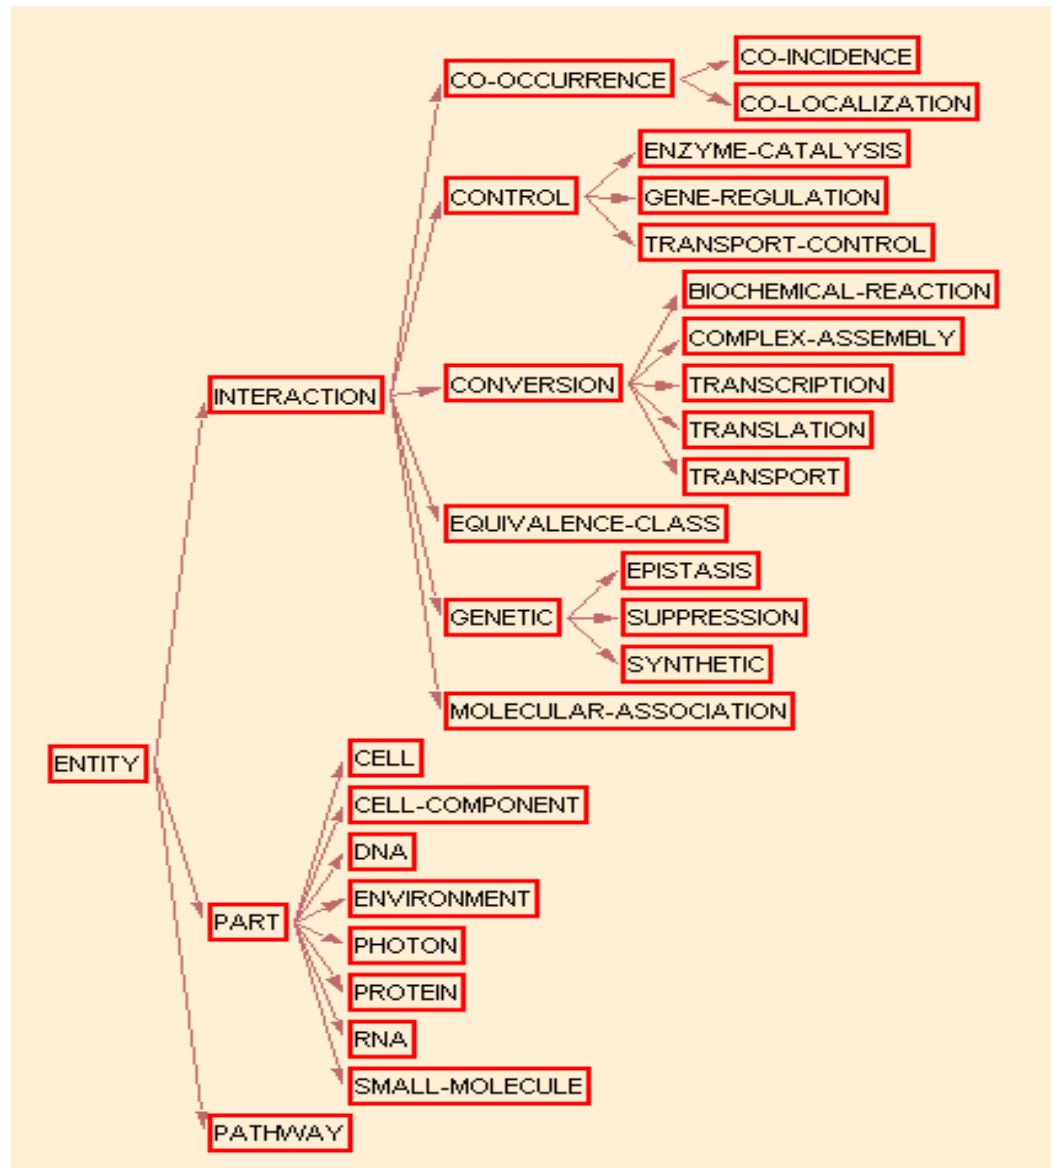 CO-OCCURRENCE
CO-INCIDENCE
CO-LOCALIZATION
CONTROL
ENZYME-CATALYSIS
GENE-REGULATION
TRANSPORT-CONTROL
INTERACTION
CONVERSION
BIOCHEMICAL-REACTION
COMPLEX-ASSEMBLY
TRANSCRIPTION
TRANSLATION
TRANSPORT
EQUIVALENCE-CLASS
GENETIC
EPISTASIS
SUPPRESSION
SYNTHETIC
MOLECULAR-ASSOCIATION
ENTITY
PART
CELL
CELL-COMPONENT
DNA
ENVIRONMENT
PHOTON
PROTEIN
RNA
SMALL-MOLECULE
PATHWAY